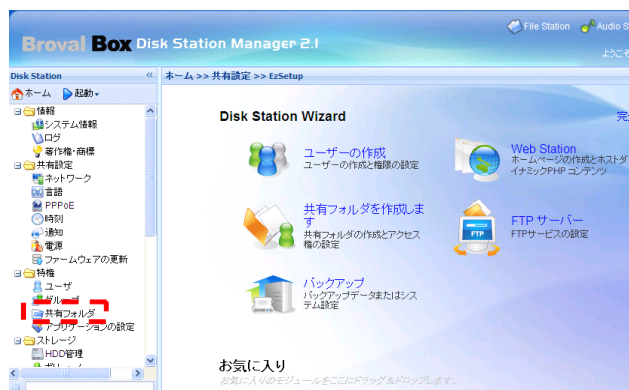 File Station Audio S
Broval Box Disk Station Manager 2.1
ようこそ
Disk Station
ホーム >> 共有設定 >> EzSetup
ホーム 起動
情報
システム情報
ログ
著作権・商標
共有設定
ネットワーク
言語
PPPoE
時刻
通知
電源
ファームウェアの更新
特権
ユーザ
グループ
共有フォルダ
アプリケーションの設定
ストレージ
HDD管理
Disk Station Wizard
完
ユーザーの作成
ユーザーの作成と権限の設定
Web Station
ホームページの作成とホストダ
イナミックPHP コンテンツ
共有フォルダを作成しま
す
共有フォルダの作成とアクセス
権の設定
FTP サーバー
FTPサービスの設定
FTP
バックアップ
バックアップデータまたはシス
テム設定
お気に入り
お気に入りのモジュールをここにドラッグ＆ドロップします。